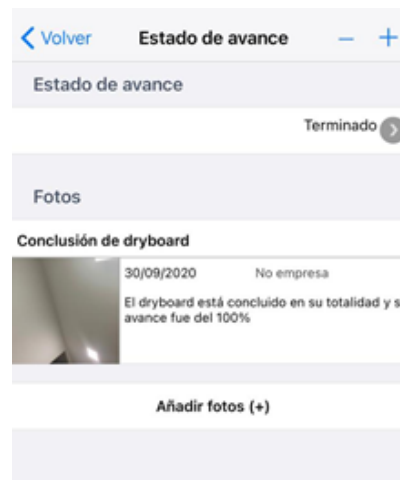 Volver Estado de avance − +
Estado de avance
Terminado
Fotos
Conclusión de dryboard
30/09/2020 No empresa
El dryboard está concluido en su totalidad y s
avance fue del 100%
Añadir fotos (+)